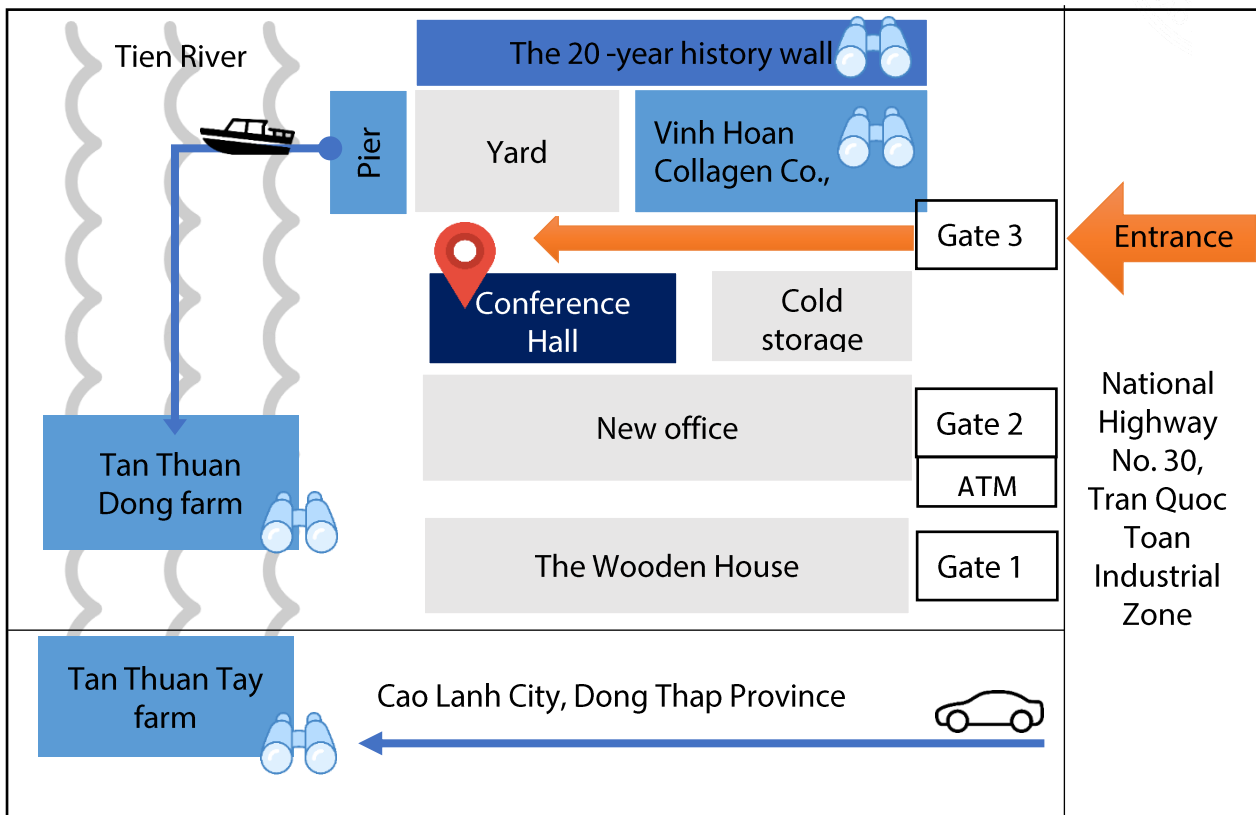 Tien River
The 20 -year history wall
Pier
Yard
Vinh Hoan
Collagen Co.,
Gate 3
Entrance
Conference
Hall
Cold
storage
New office
Gate 2
ATM
National
Highway
No. 30,
Tran Quoc
Toan
Industrial
Zone
Tan Thuan
Dong farm
The Wooden House
Gate 1
Tan Thuan Tay
farm
Cao Lanh City, Dong Thap Province